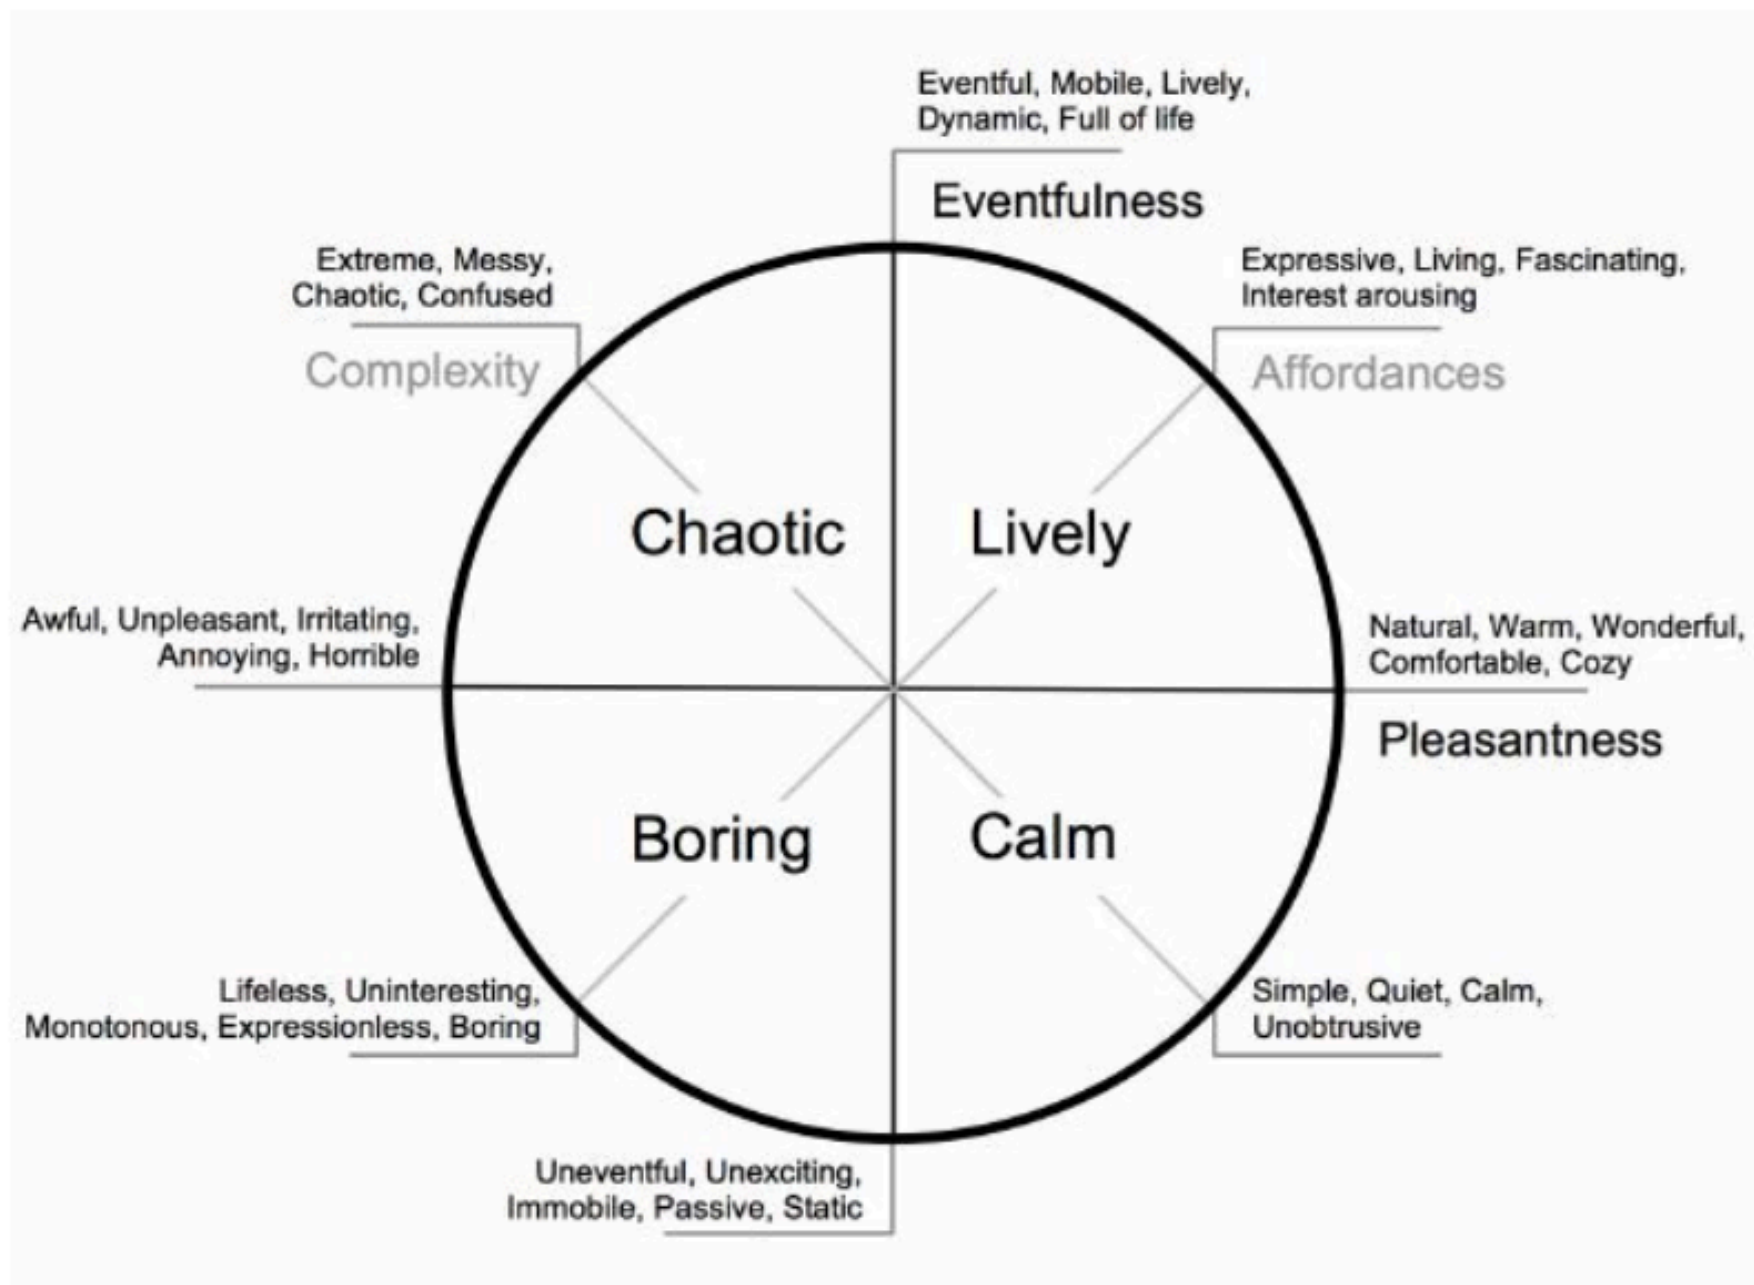 Eventful, Mobile, Lively,
Dynamic, Full of life
Eventfulness
Extreme, Messy,
Chaotic, Confused
Complexity
Expressive, Living, Fascinating,
Interest arousing
Affordances
Chaotic
Lively
Awful, Unpleasant, Irritating,
Annoying, Horrible
Natural, Warm, Wonderful,
Comfortable, Cozy
Pleasantness
Boring
Calm
Lifeless, Uninteresting,
Monotonous, Expressionless, Boring
Simple, Quiet, Calm,
Unobtrusive
Uneventful, Unexciting,
Immobile, Passive, Static